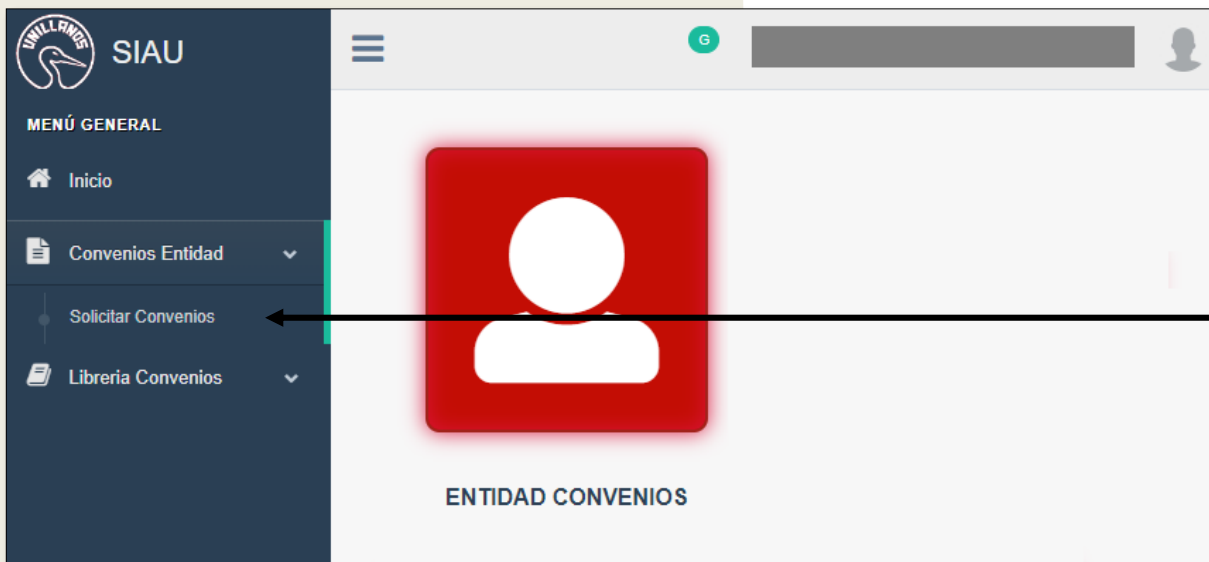 UNILLANOS
SIAU
G
MENÚ GENERAL
Inicio
Convenios Entidad
Solicitar Convenios
Libreria Convenios
ENTIDAD CONVENIOS